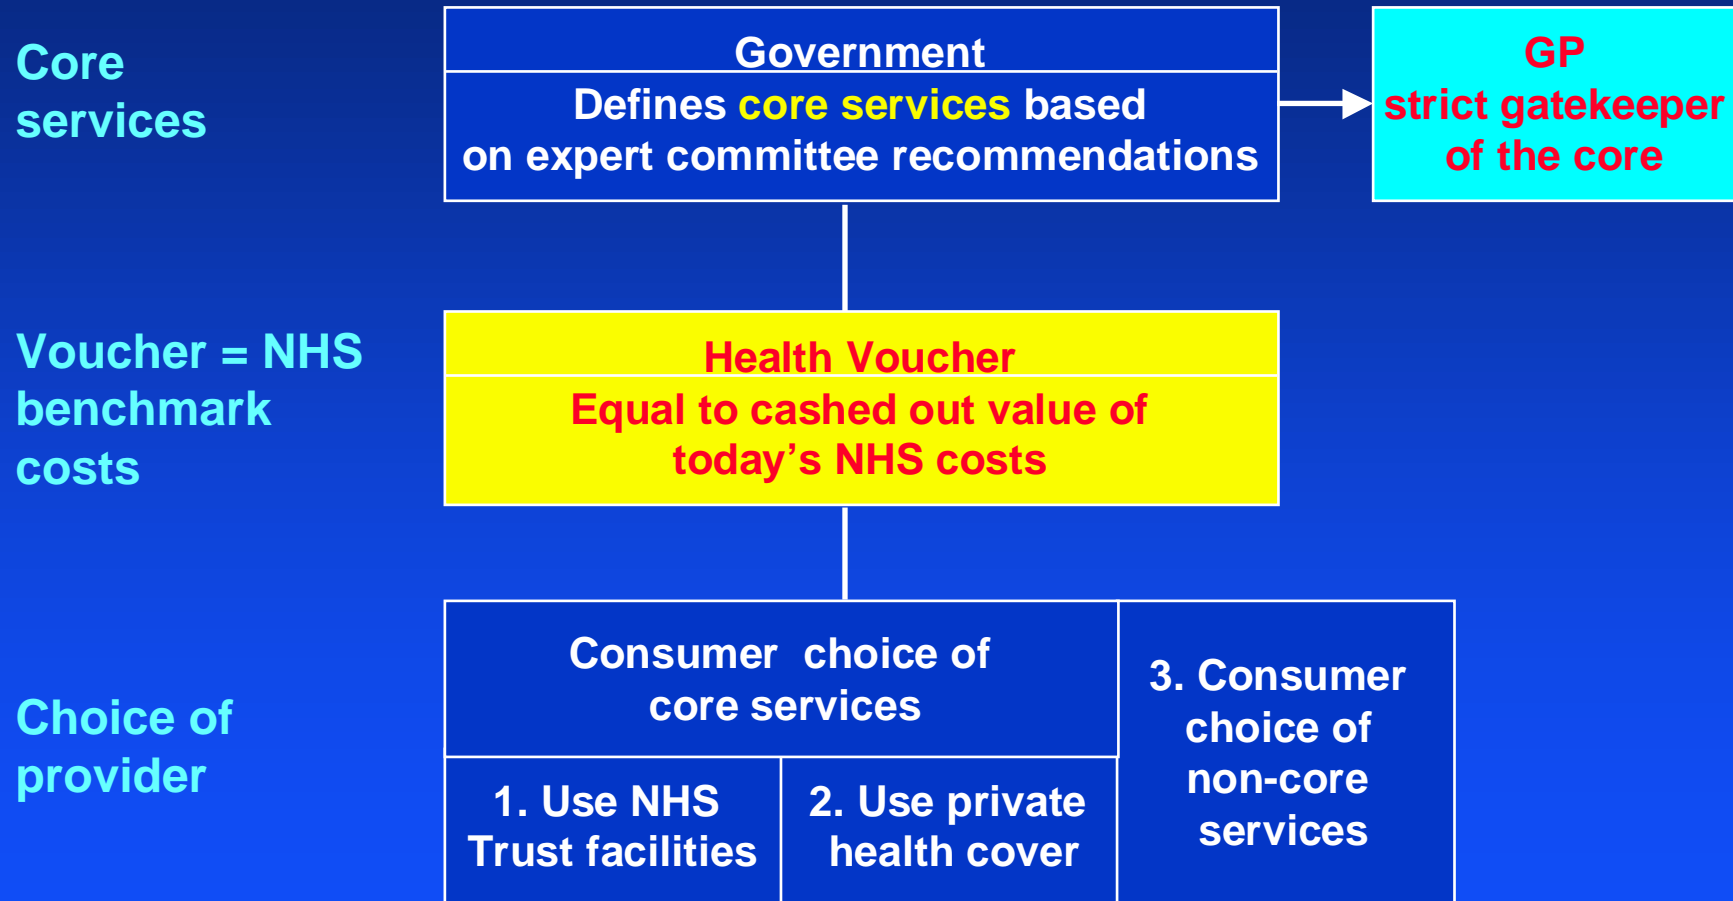 Core
services
Government
Defines core services based
on expert committee recommendations
GP
strict gatekeeper
of the core
Voucher = NHS
benchmark
costs
Health Voucher
Equal to cashed out value of
today’s NHS costs
Choice of
provider
Consumer choice of
core services
1. Use NHS
Trust facilities
2. Use private
health cover
3. Consumer
choice of
non-core
services